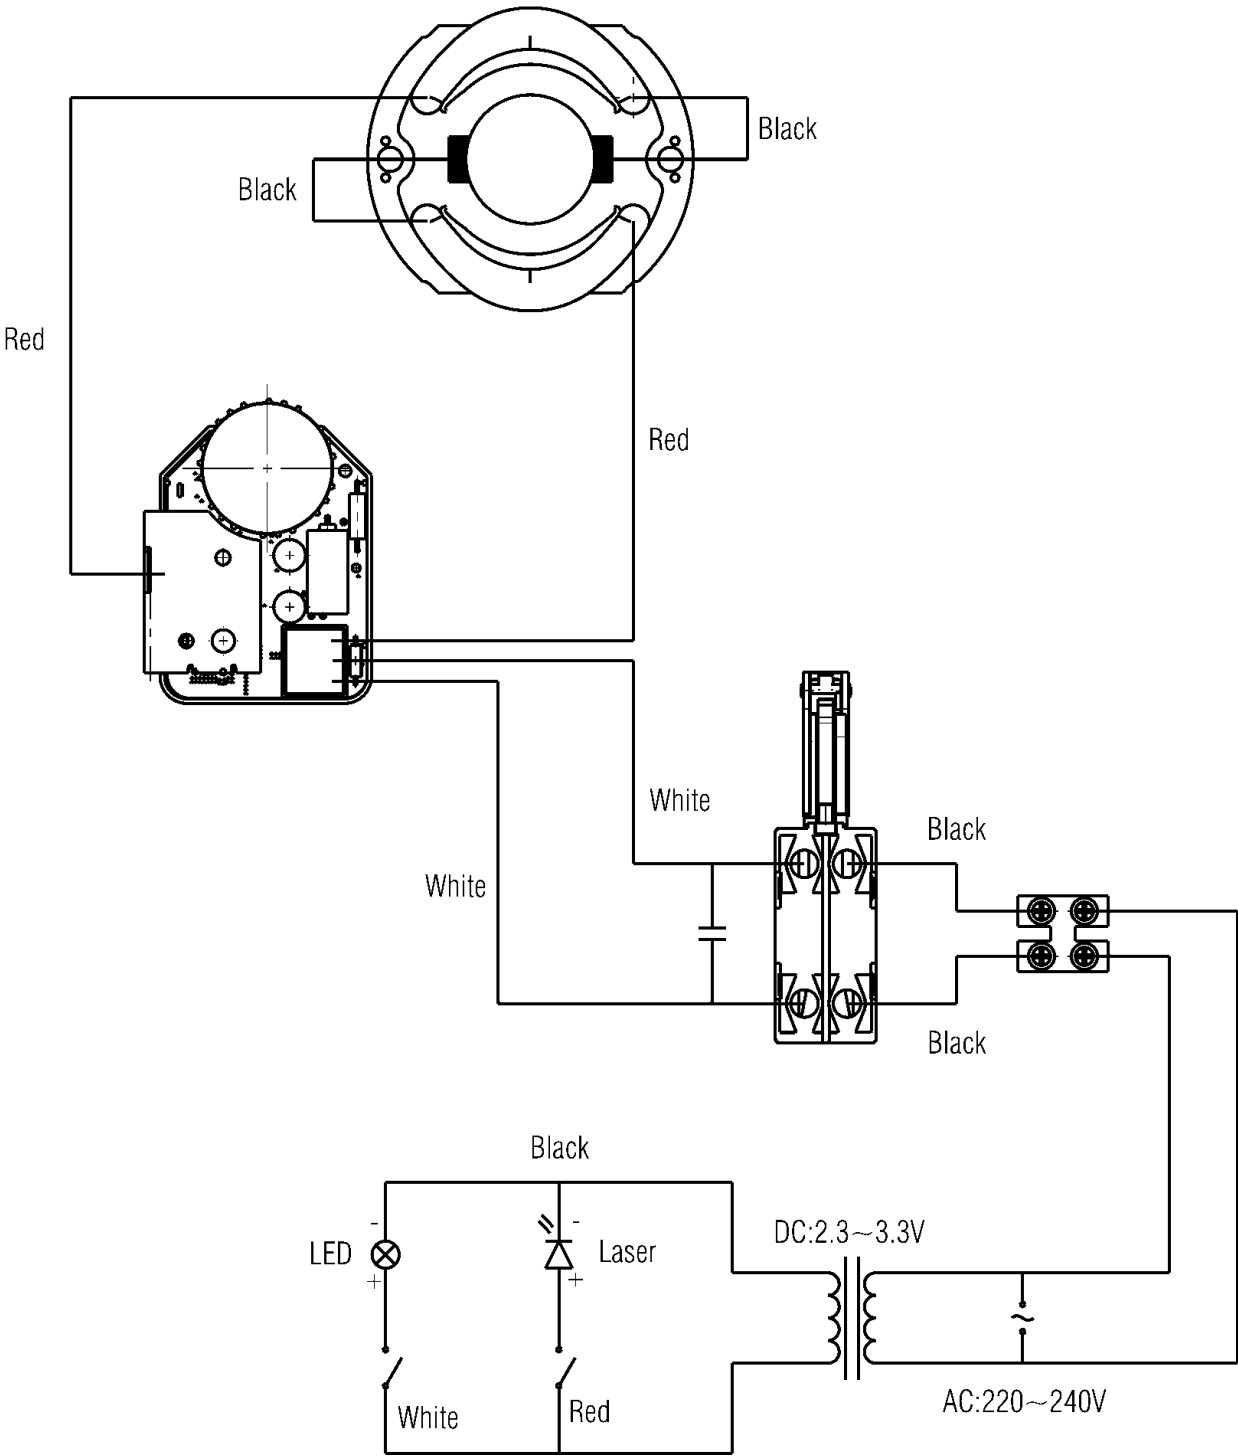 Black
Black
Red
Red
White
Black
White
Black
Black
DC:2.3~3.3V
-
-
LED
Laser
+
+
~
AC:220~240V
White
Red